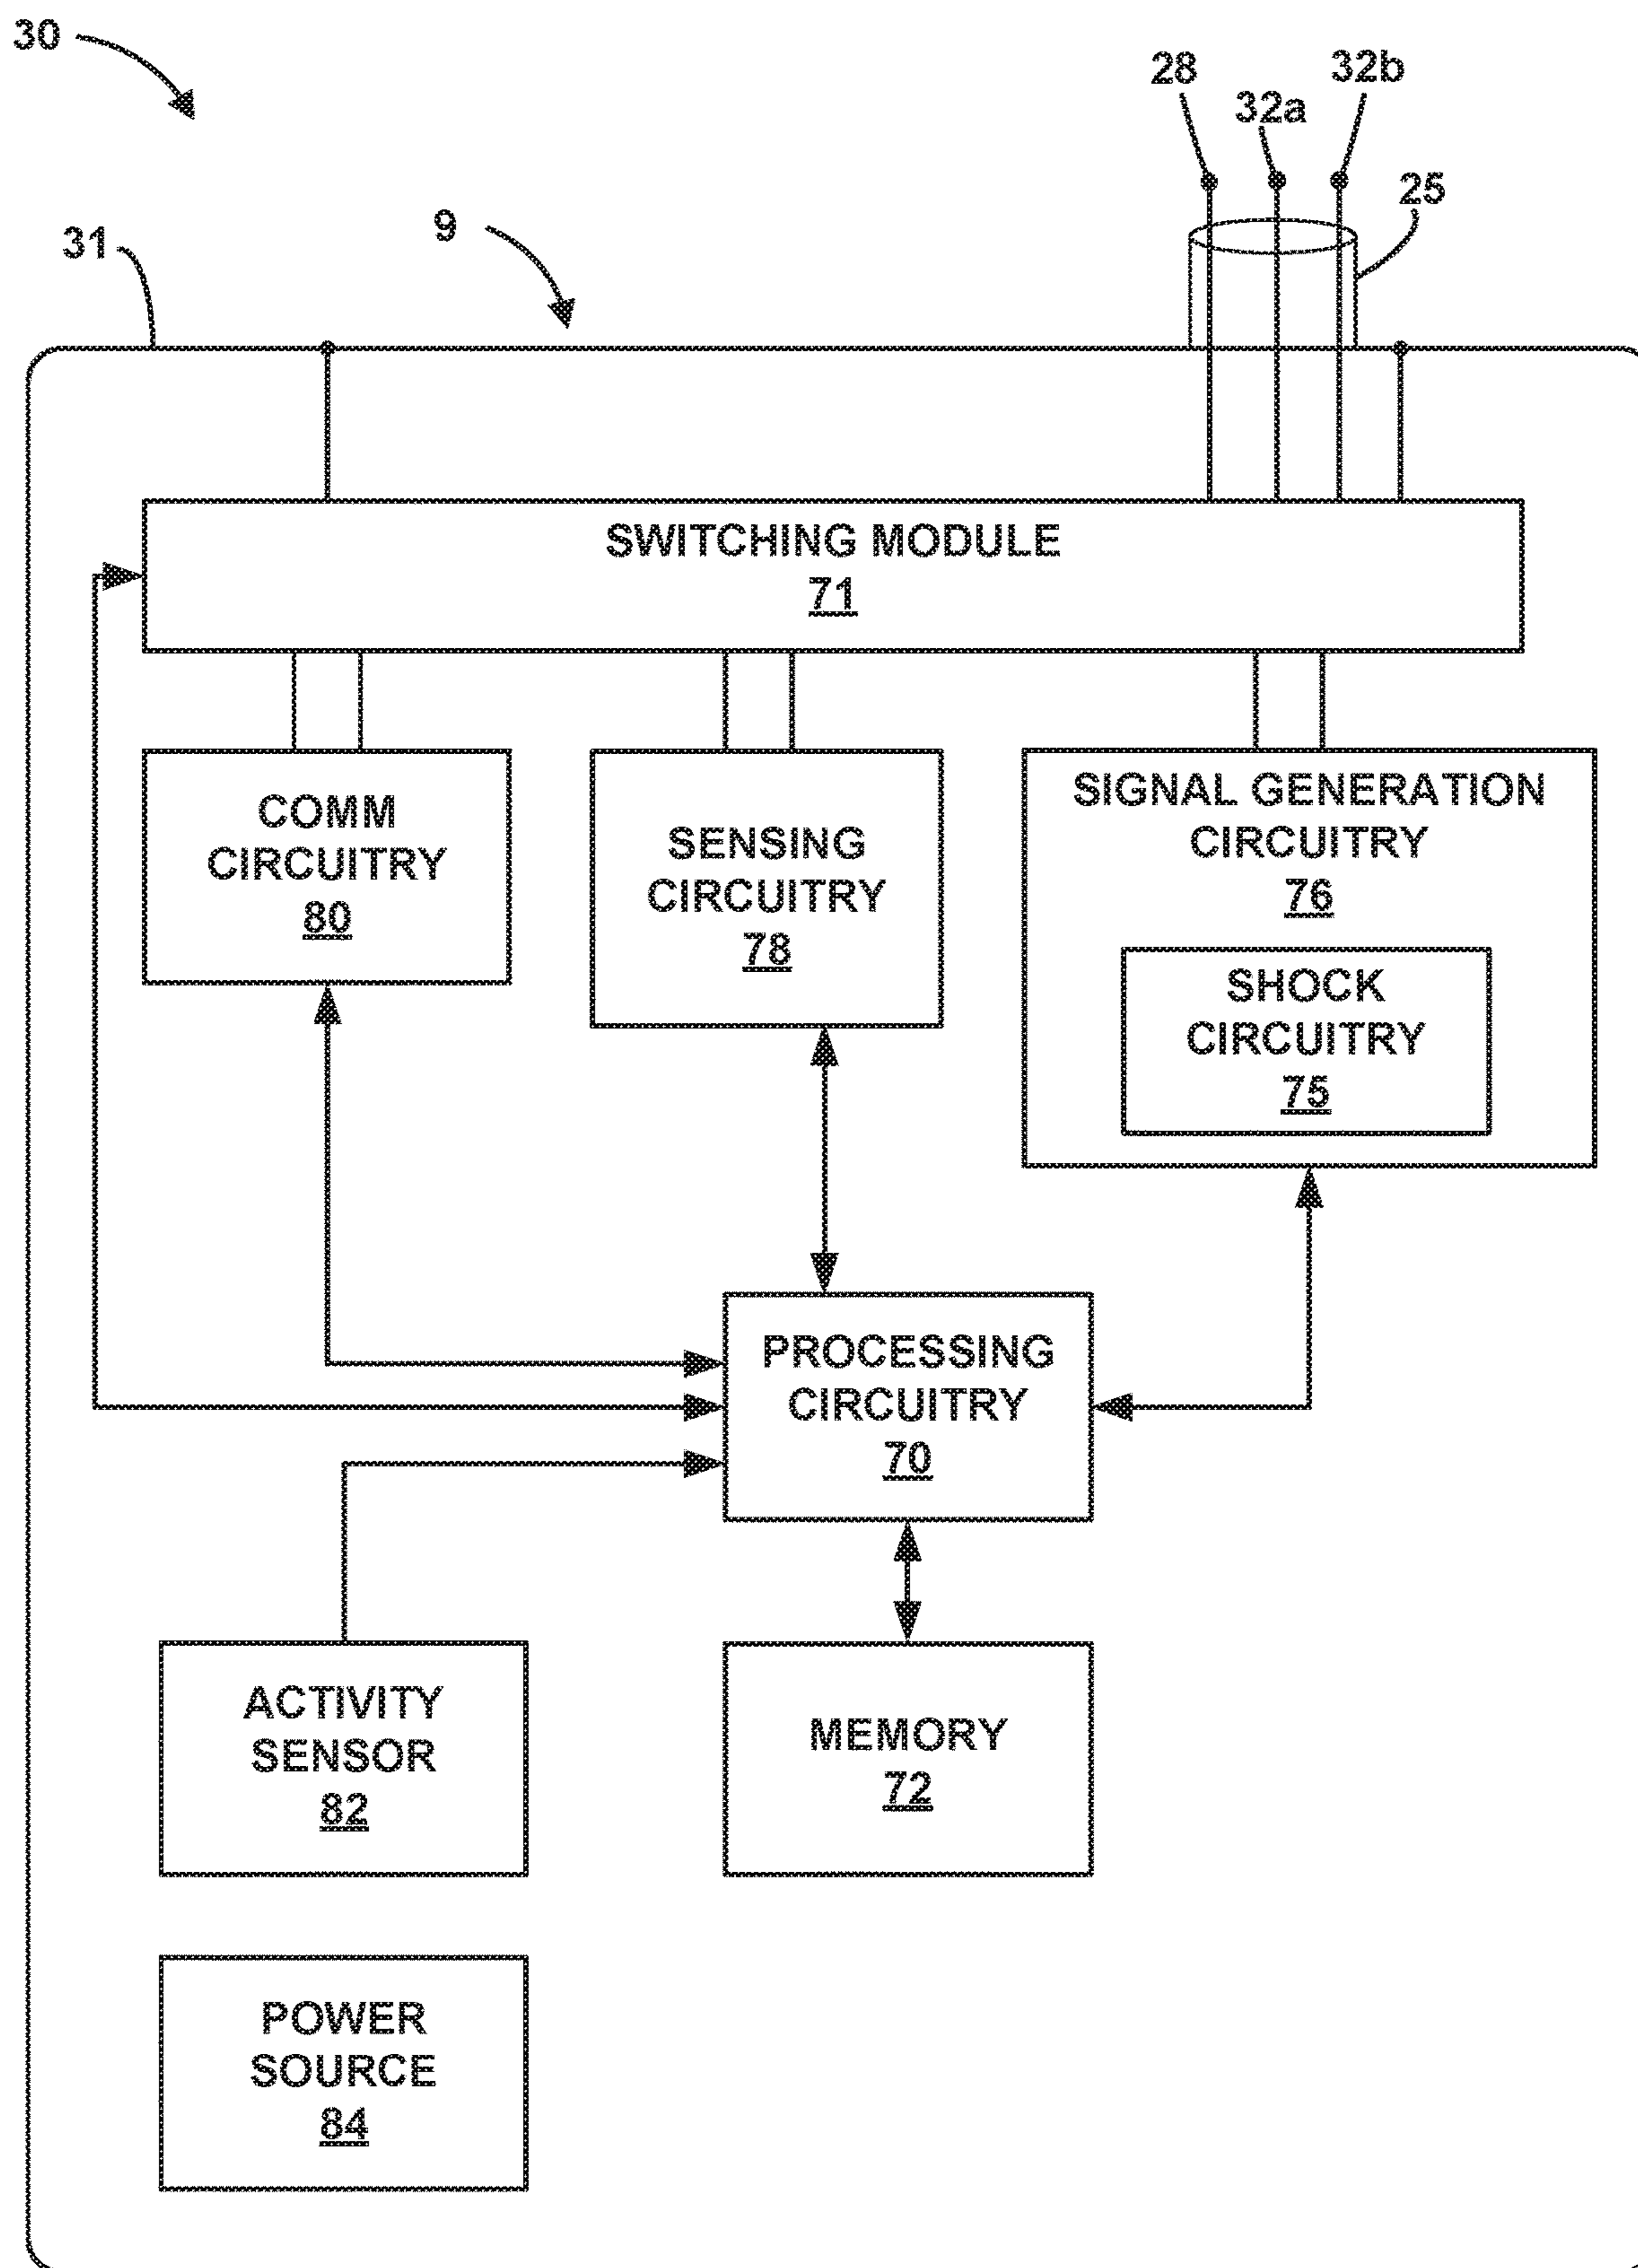 30
28
32b
32a
25
9
31
SWITCHING MODULE
71
COMM
CIRCUITRY
80
SENSING
CIRCUITRY
78
SIGNAL GENERATION
CIRCUITRY
76
SHOCK
CIRCUITRY
75
PROCESSING
CIRCUITRY
70
ACTIVITY
SENSOR
82
MEMORY
72
POWER
SOURCE
84